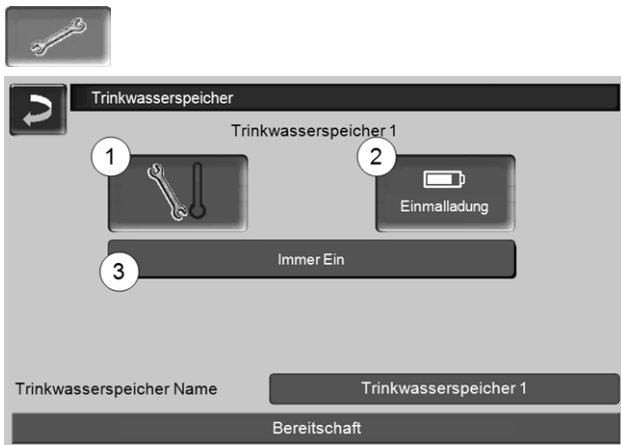 Trinkwasserspeicher
Trinkwasserspeicher 1
1
2
Einmalladung
3
Immer Ein
Trinkwasserspeicher Name
Trinkwasserspeicher 1
Bereitschaft